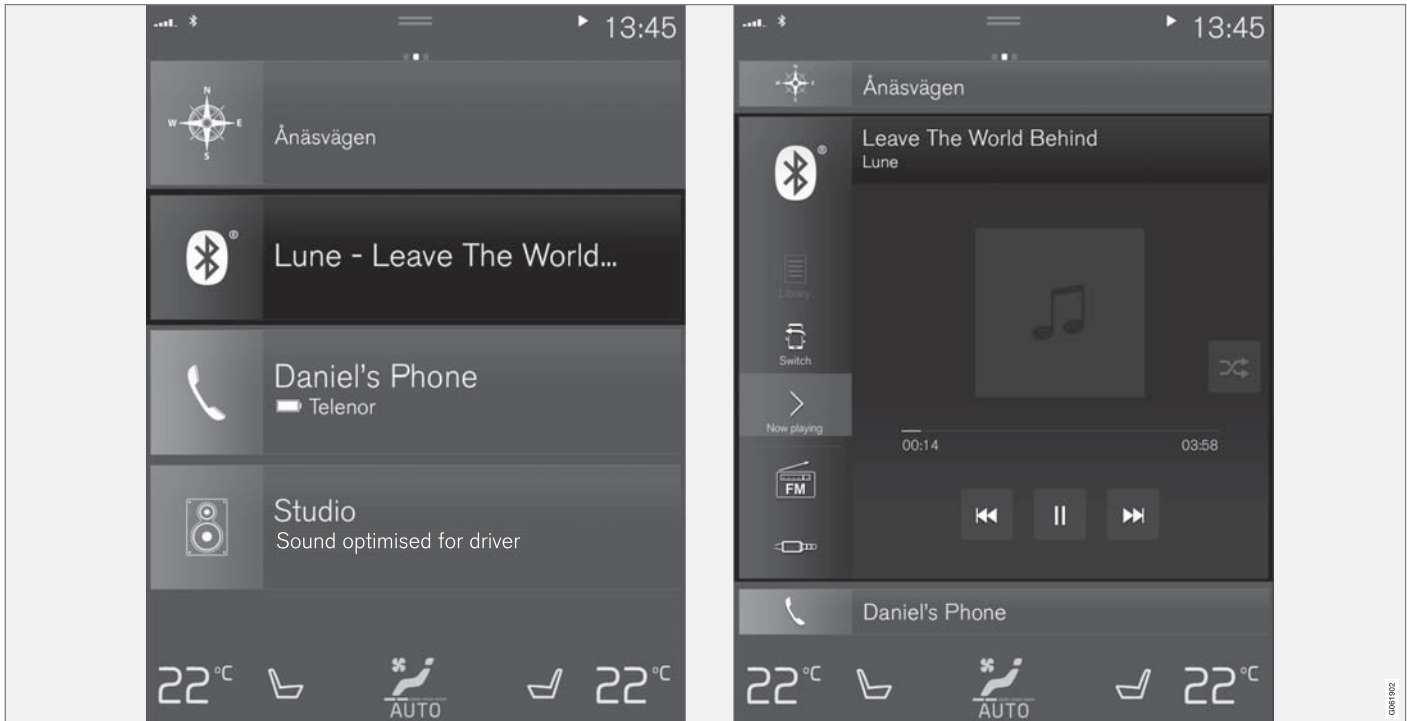 13:45
N
W E
S
Ånäsvägen
Lune - Leave The World...
Daniel's Phone
Telenor
Studio
Sound optimised for driver
22°C
AUTO
22°C
13:45
Ånäsvägen
Leave The World Behind
Lune
Library
Switch
Now playing
00:14
03:58
FM
Daniel's Phone
22°C
AUTO
22°C
G061902